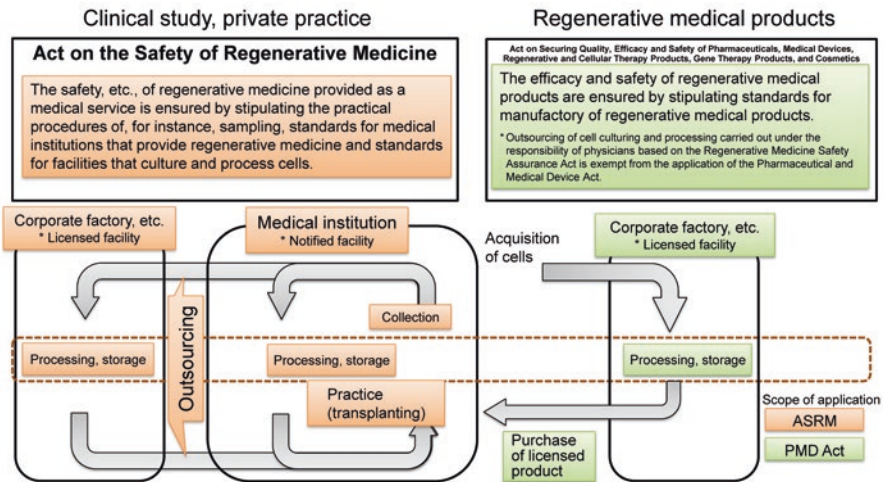 Clinical study, private practice
Regenerative medical products
Act on the Safety of Regenerative Medicine
The safety, etc., of regenerative medicine provided as a
medical service is ensured by stipulating the practical
procedures of, for instance, sampling, standards for medical
institutions that provide regenerative medicine and standards
for facilities that culture and process cells.
Act on Securing Quality, Efficacy and Safety of Pharmaceuticals, Medical Devices,
Regenerative and Cellular Therapy Products, Gene Therapy Products, and Cosmetics
The efficacy and safety of regenerative medical
products are ensured by stipulating standards for
manufactory of regenerative medical products.
* Outsourcing of cell culturing and processing carried out under the
responsibility of physicians based on the Regenerative Medicine Safety
Assurance Act is exempt from the application of the Pharmaceutical and
Medical Device Act.
Corporate factory, etc.
* Licensed facility
Medical institution
* Notified facility
Acquisition
of cells
Corporate factory, etc.
* Licensed facility
Collection
Outsourcing
Processing, storage
Processing, storage
Processing, storage
Practice
(transplanting)
Purchase
of licensed
product
Scope of application
ASRM
PMD Act